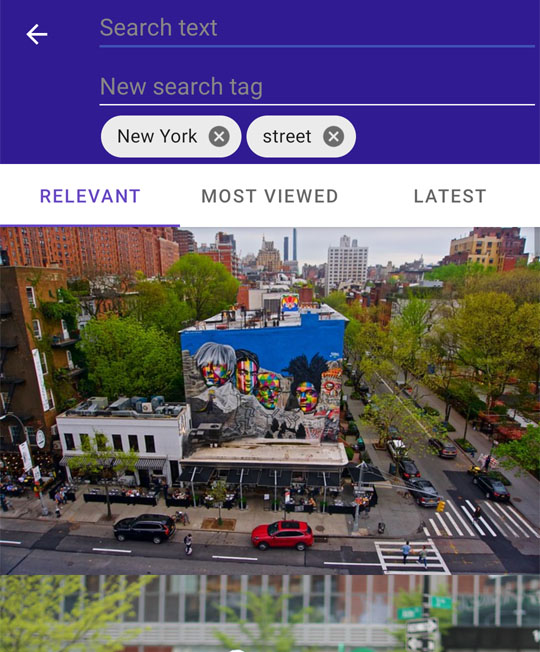 Search text
New search tag
New York
street
RELEVANT
MOST VIEWED
LATEST